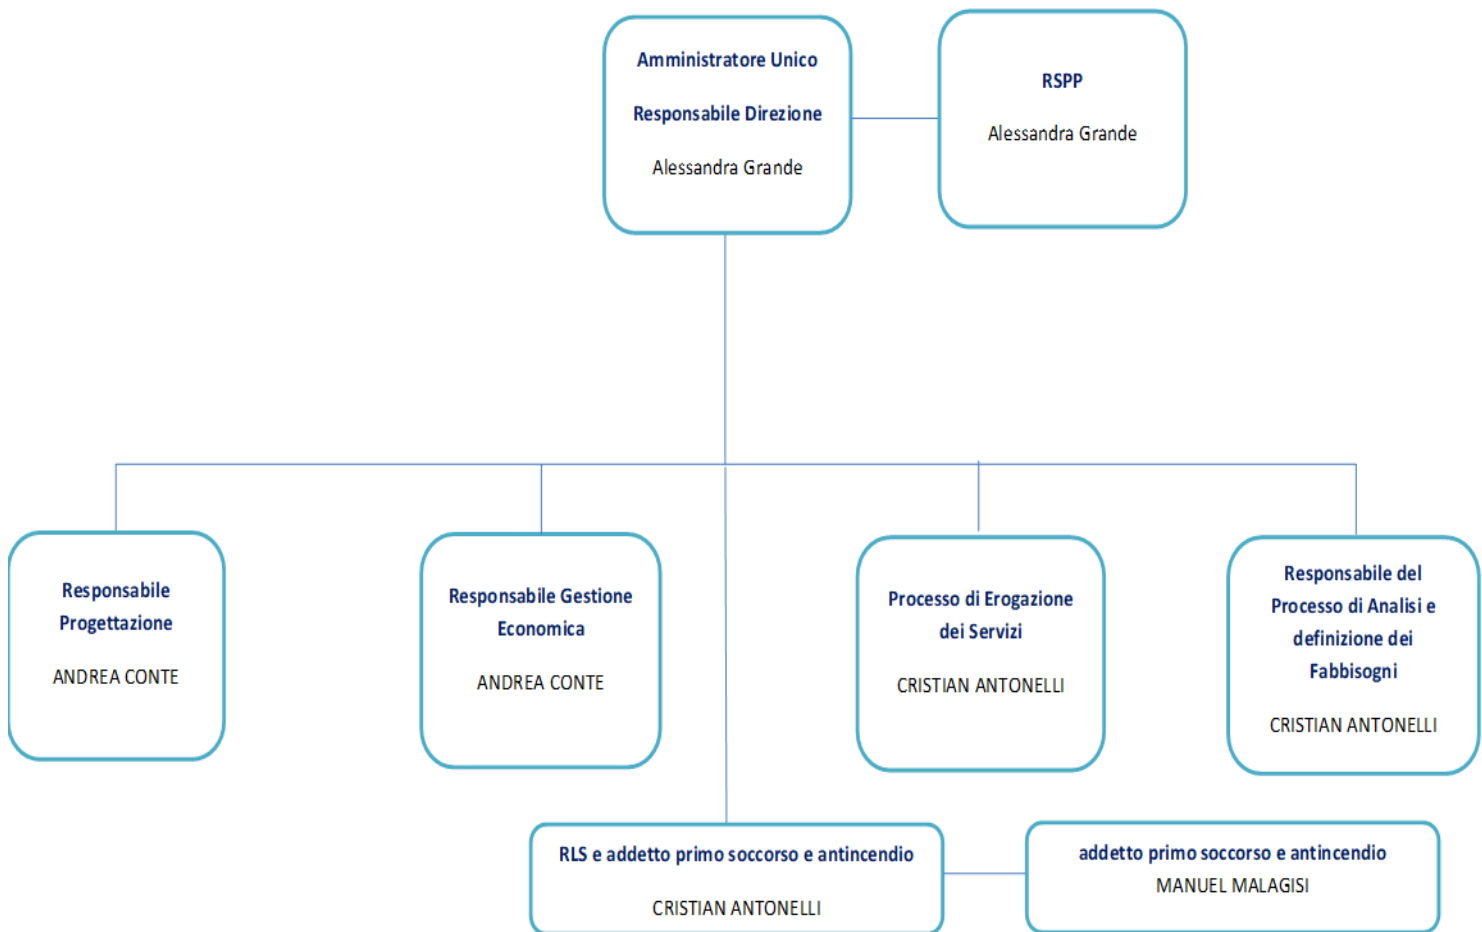 Amministratore Unico
Responsabile Direzione
Alessandra Grande
RSPP
Alessandra Grande
Responsabile
Progettazione
ANDREA CONTE
Responsabile Gestione
Economica
ANDREA CONTE
Processo di Erogazione
dei Servizi
CRISTIAN ANTONELLI
Responsabile del
Processo di Analisi e
definizione dei
Fabbisogni
CRISTIAN ANTONELLI
RLS e addetto primo soccorso e antincendio
CRISTIAN ANTONELLI
addetto primo soccorso e antincendio
MANUEL MALAGISI